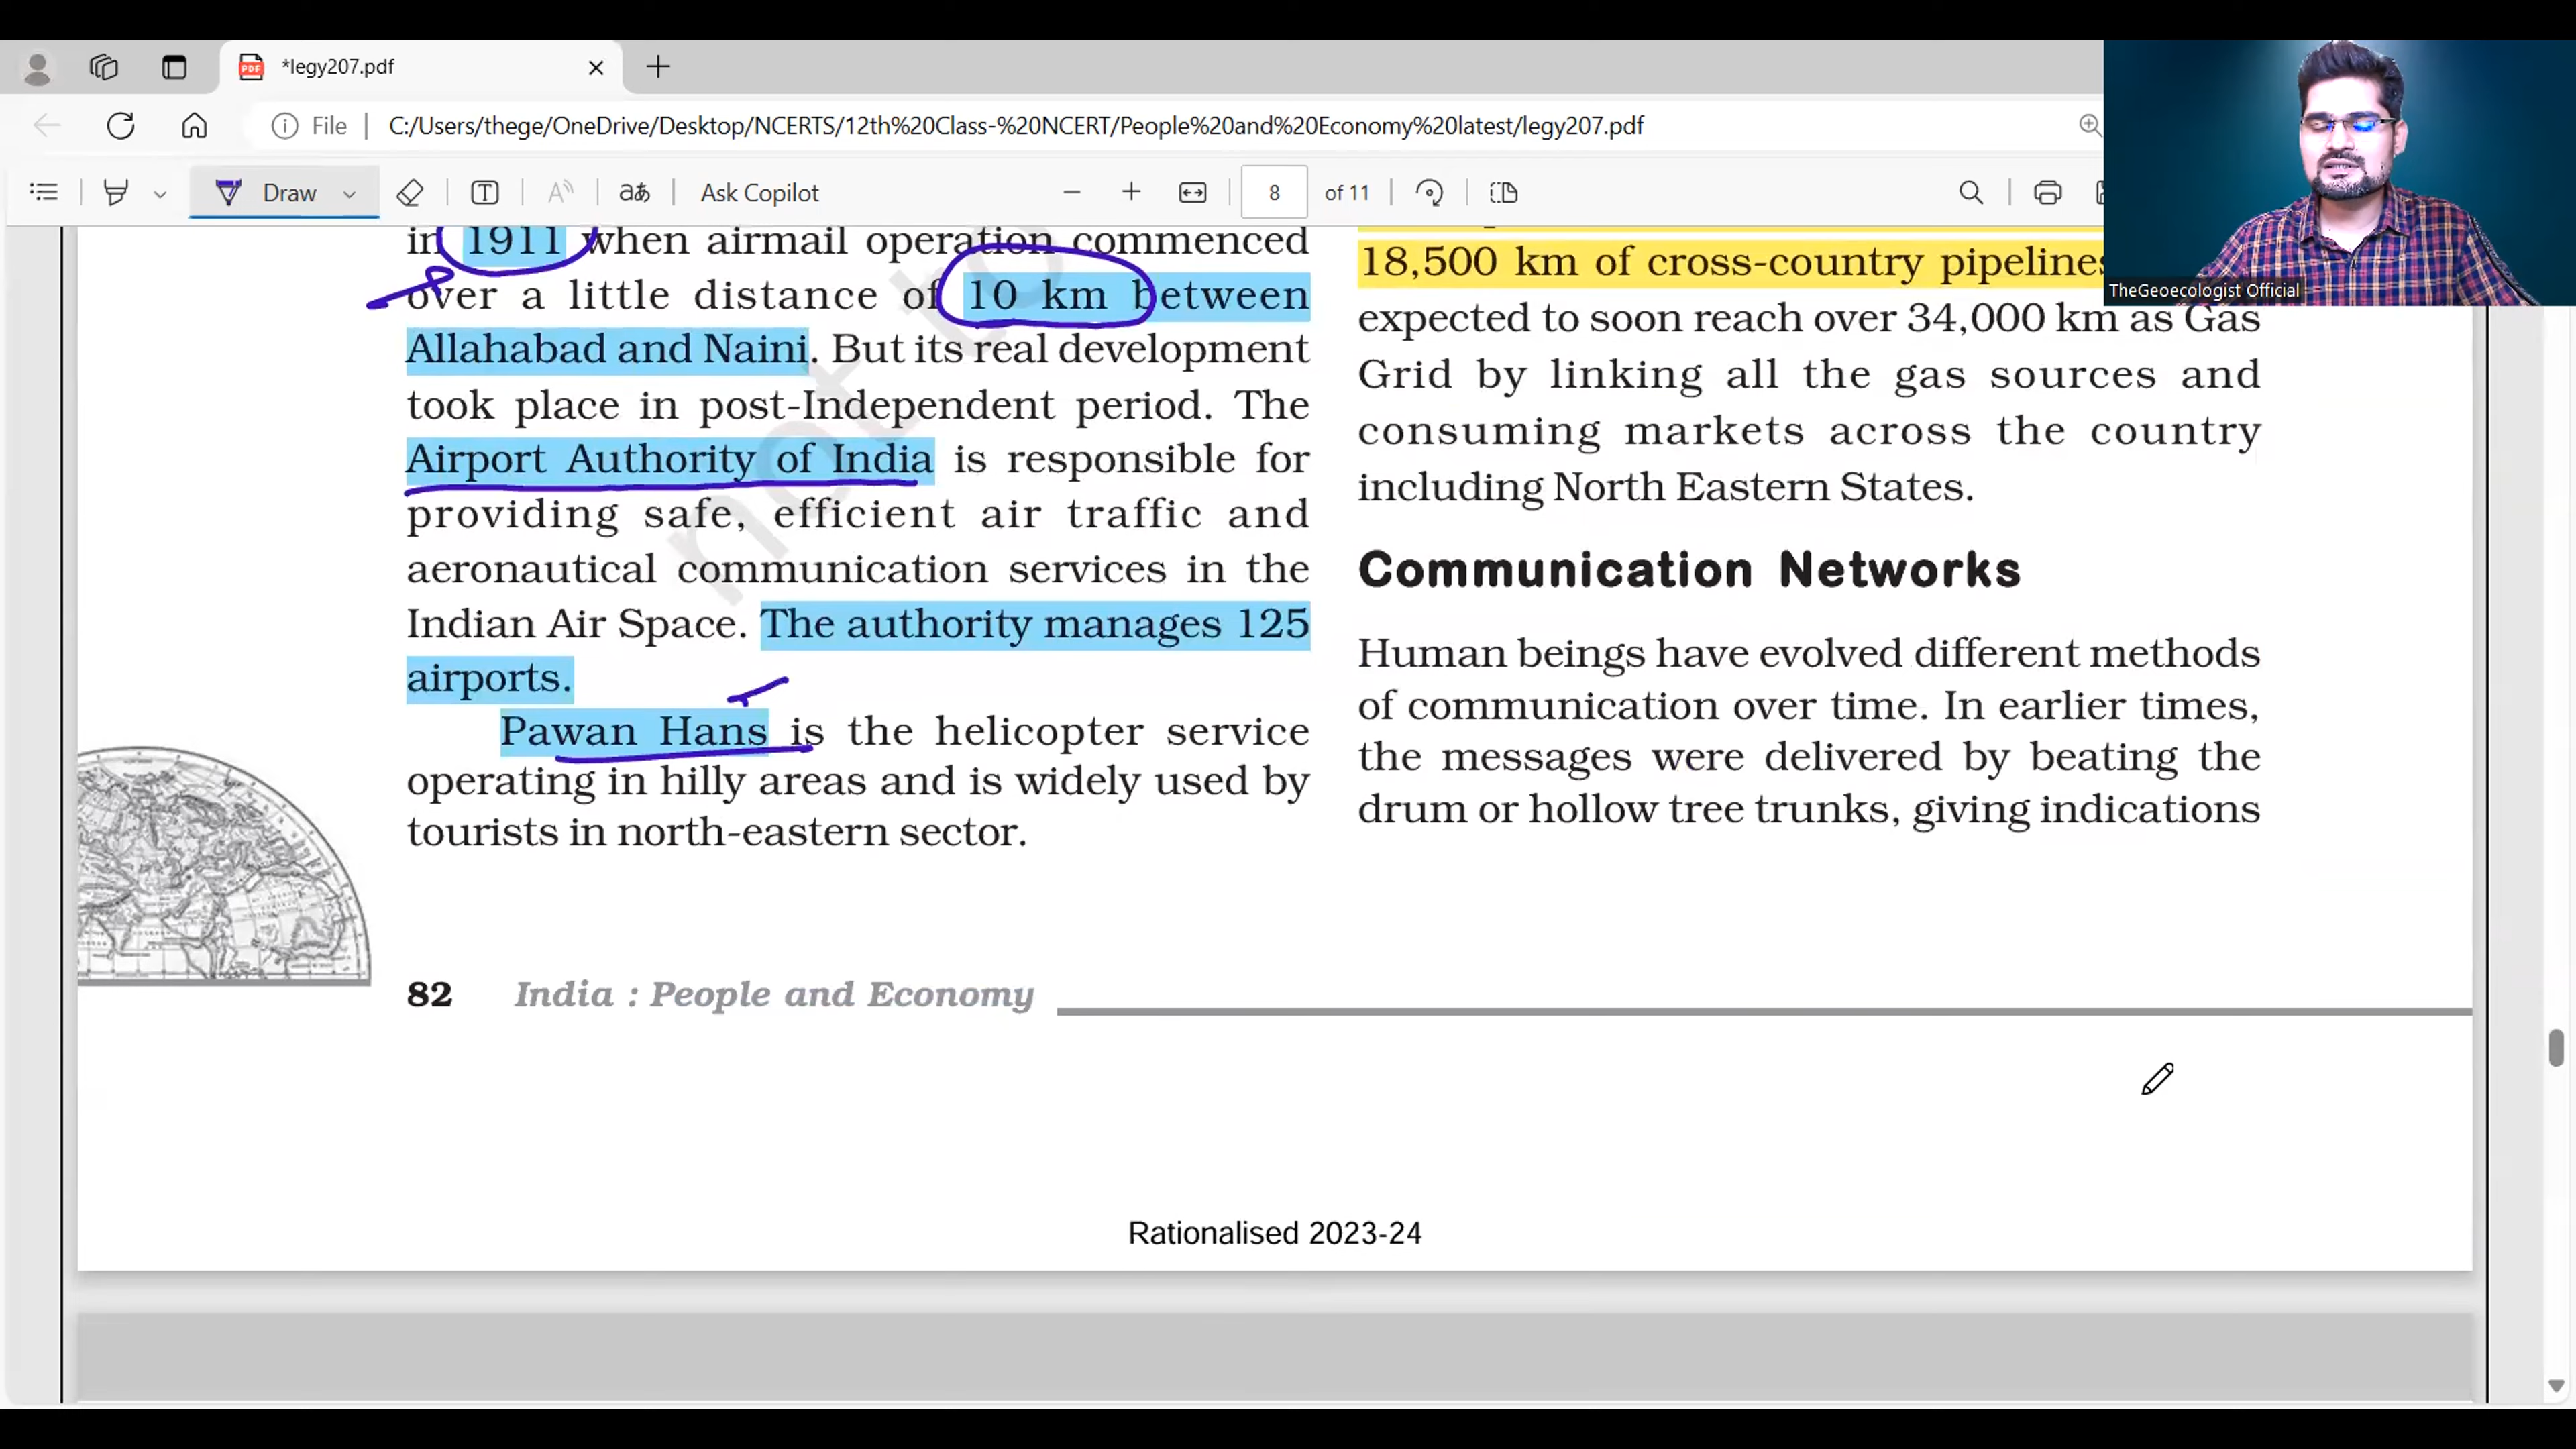 *legy207.pdf
File
C:/Users/thege/OneDrive/Desktop/NCERTS/12th%20Class-%20NCERT/People%20and%20Economy%20latest/legy207.pdf
Draw
Ask Copilot
8 of 11
TheGeoecologist Official
in 1911 when airmail operation commenced
over a little distance of 10 km between
Allahabad and Naini. But its real development
took place in post-Independent period. The
Airport Authority of India is responsible for
providing safe, efficient air traffic and
aeronautical communication services in the
Indian Air Space. The authority manages 125
airports.
Pawan Hans is the helicopter service
operating in hilly areas and is widely used by
tourists in north-eastern sector.
18,500 km of cross-country pipelines
expected to soon reach over 34,000 km as Gas
Grid by linking all the gas sources and
consuming markets across the country
including North Eastern States.
Communication Networks
Human beings have evolved different methods
of communication over time. In earlier times,
the messages were delivered by beating the
drum or hollow tree trunks, giving indications
not to
82 India : People and Economy
Rationalised 2023-24